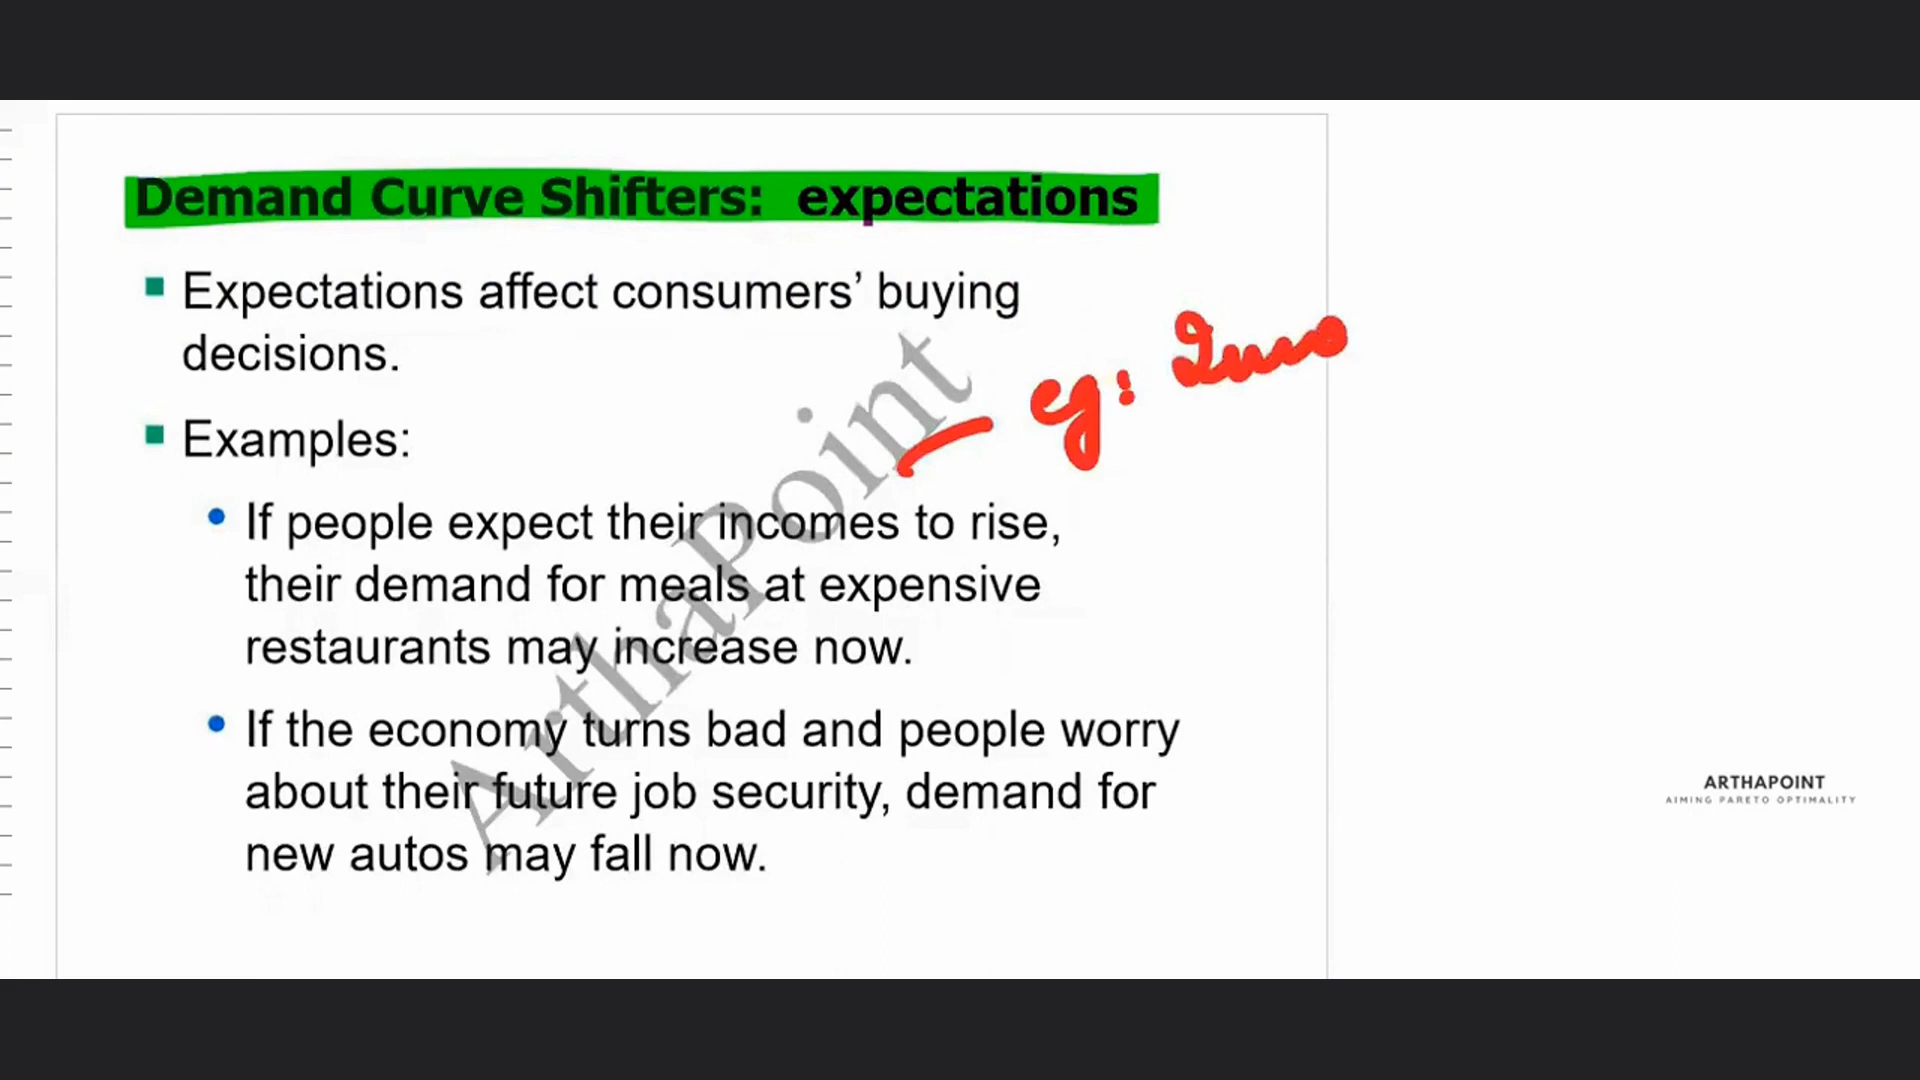 Demand Curve Shifters: expectations
Expectations affect consumers’ buying
decisions.
eg:
Examples:
If people expect their incomes to rise,
their demand for meals at expensive
restaurants may increase now.
If the economy turns bad and people worry
about their future job security, demand for
new autos may fall now.
ArthaPoint
ARTHAPOINT
AIMING PARETO OPTIMALITY